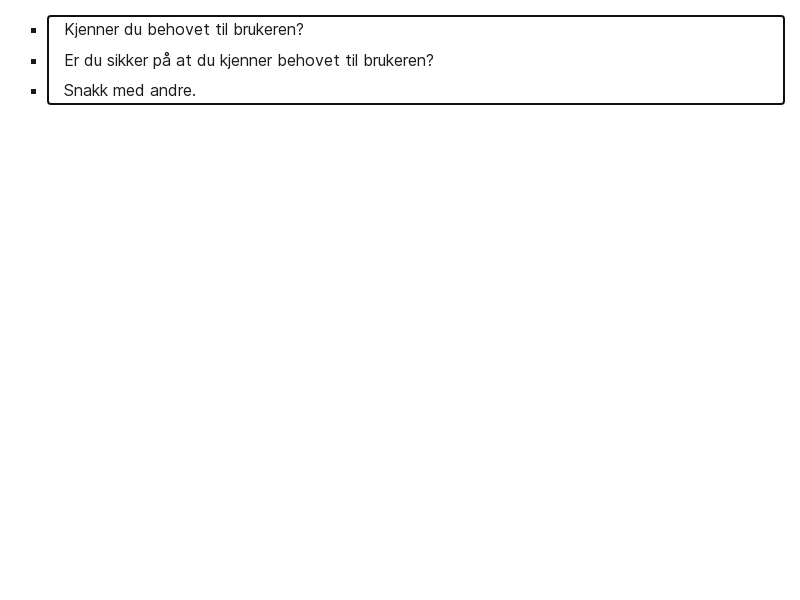 Kjenner du behovet til brukeren?
Er du sikker på at du kjenner behovet til brukeren?
Snakk med andre.